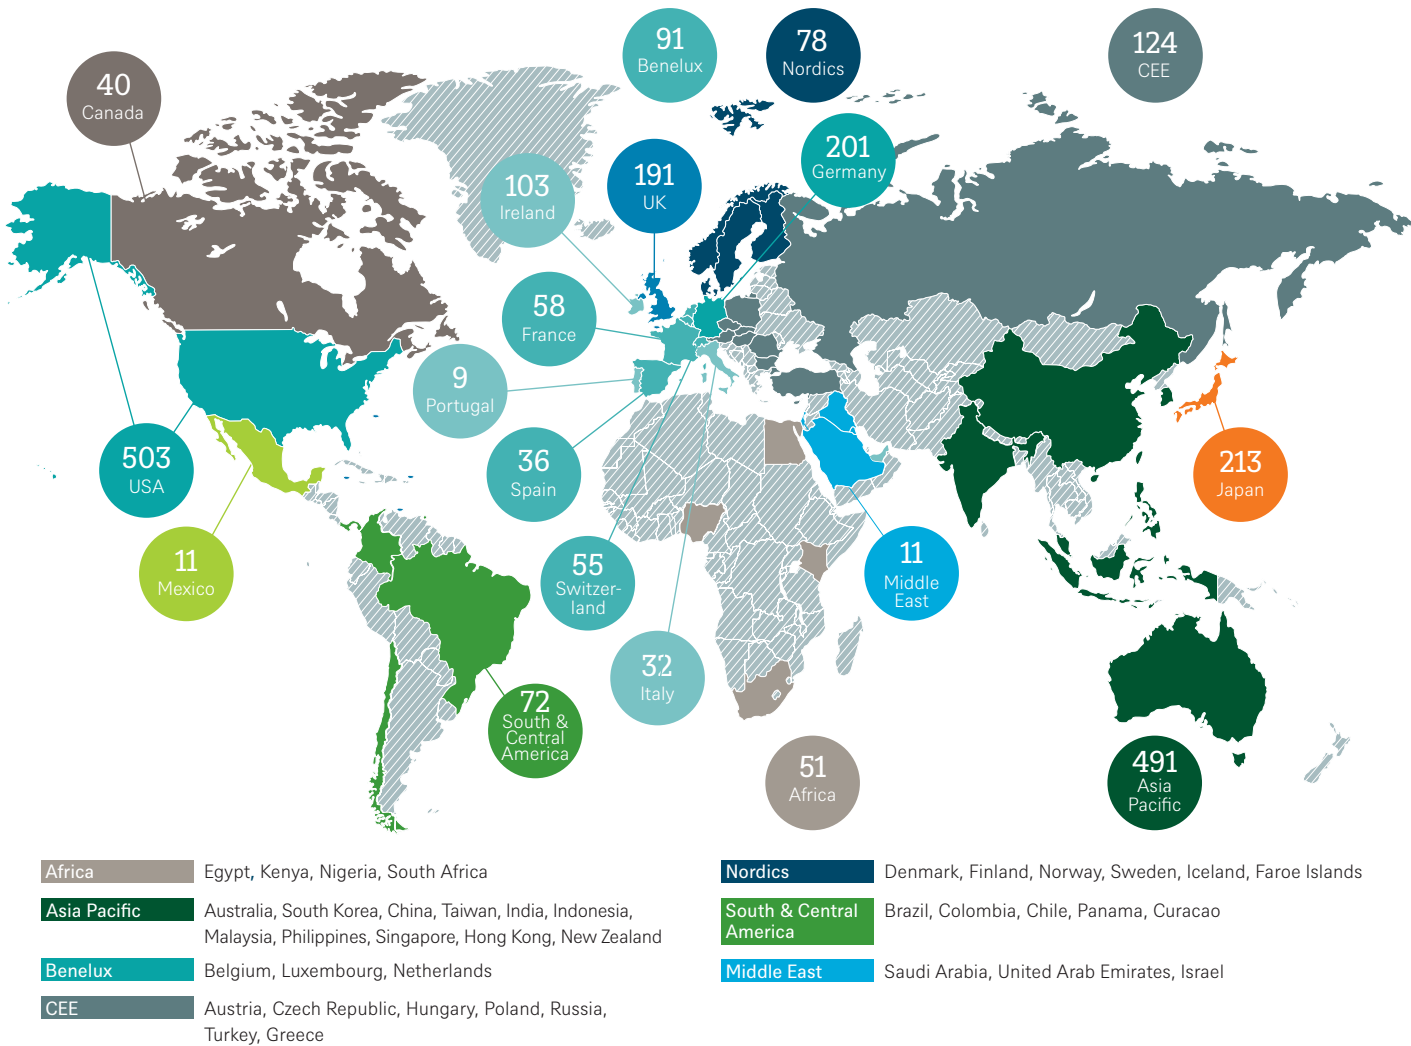 91
Benelux
78
Nordics
124
CEE
40
Canada
201
Germany
103
Ireland
191
UK
58
France
9
Portugal
503
USA
36
Spain
213
Japan
11
Mexico
55
Switzer-
land
11
Middle
East
32
Italy
72
South &
Central
America
51
Africa
491
Asia
Pacific
Africa
Egypt, Kenya, Nigeria, South Africa
Asia Pacific
Australia, South Korea, China, Taiwan, India, Indonesia,
Malaysia, Philippines, Singapore, Hong Kong, New Zealand
Benelux
Belgium, Luxembourg, Netherlands
CEE
Austria, Czech Republic, Hungary, Poland, Russia,
Turkey, Greece
Nordics
Denmark, Finland, Norway, Sweden, Iceland, Faroe Islands
South & Central
America
Brazil, Colombia, Chile, Panama, Curacao
Middle East
Saudi Arabia, United Arab Emirates, Israel